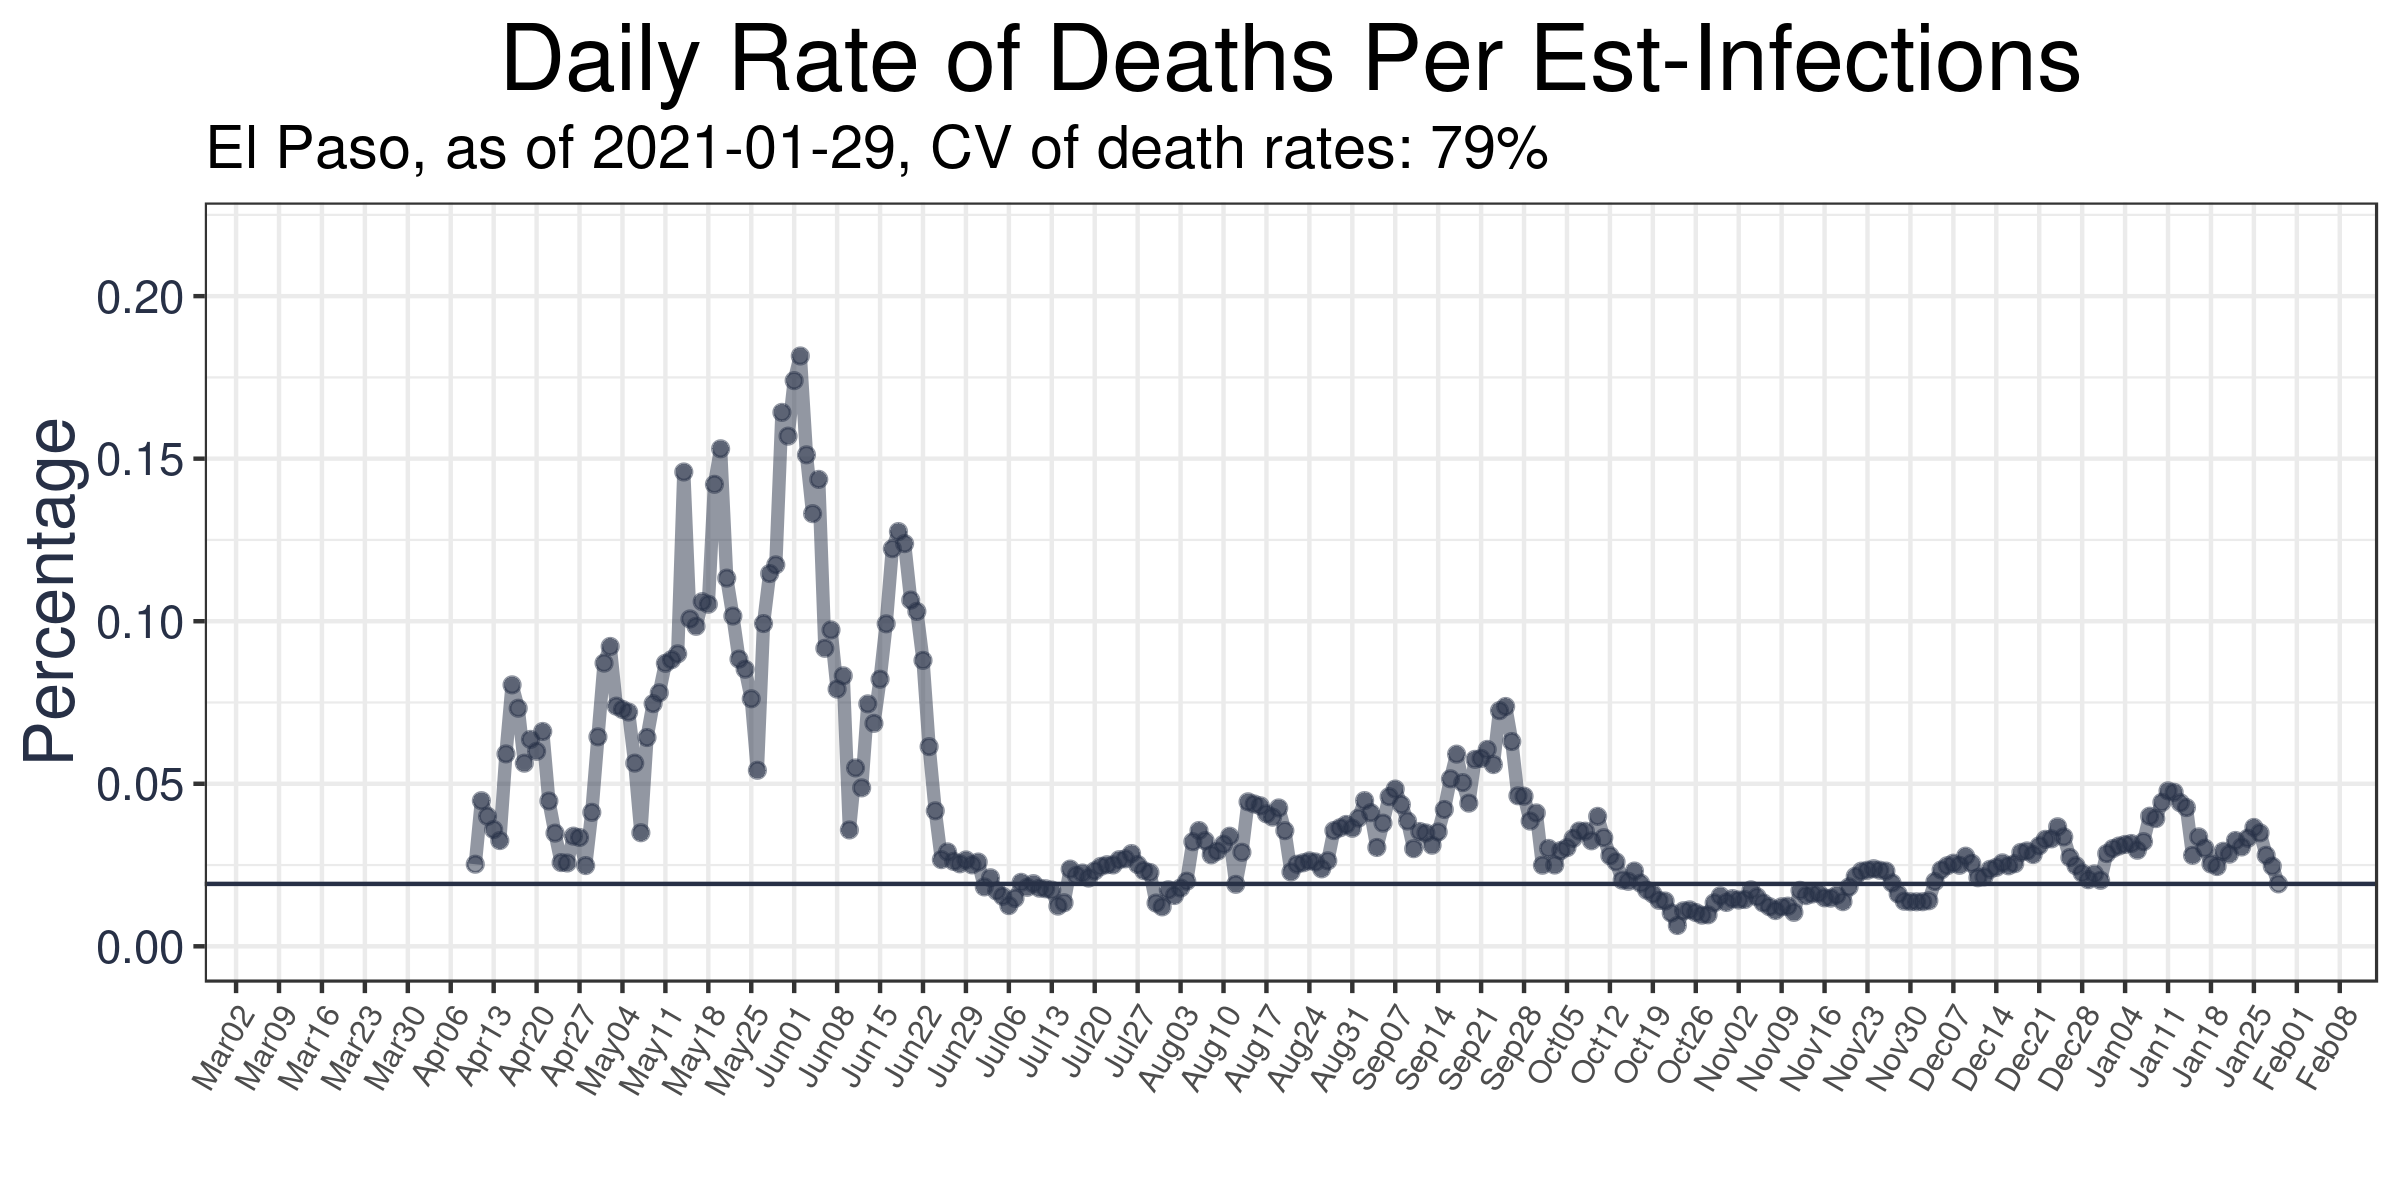 Daily Rate of Deaths Per Est-Infections
El Paso, as of 2021-01-29, CV of death rates: 79%
Percentage
0.20
0.15
0.10
0.05
0.00
Mar02
Mar09
Mar16
Mar23
Mar30
Apr06
Apr13
Apr20
Apr27
May04
May11
May18
May25
Jun01
Jun08
Jun15
Jun22
Jun29
Jul06
Jul13
Jul20
Jul27
Aug03
Aug10
Aug17
Aug24
Aug31
Sep07
Sep14
Sep21
Sep28
Oct05
Oct12
Oct19
Oct26
Nov02
Nov09
Nov16
Nov23
Nov30
Dec07
Dec14
Dec21
Dec28
Jan04
Jan11
Jan18
Jan25
Feb01
Feb08